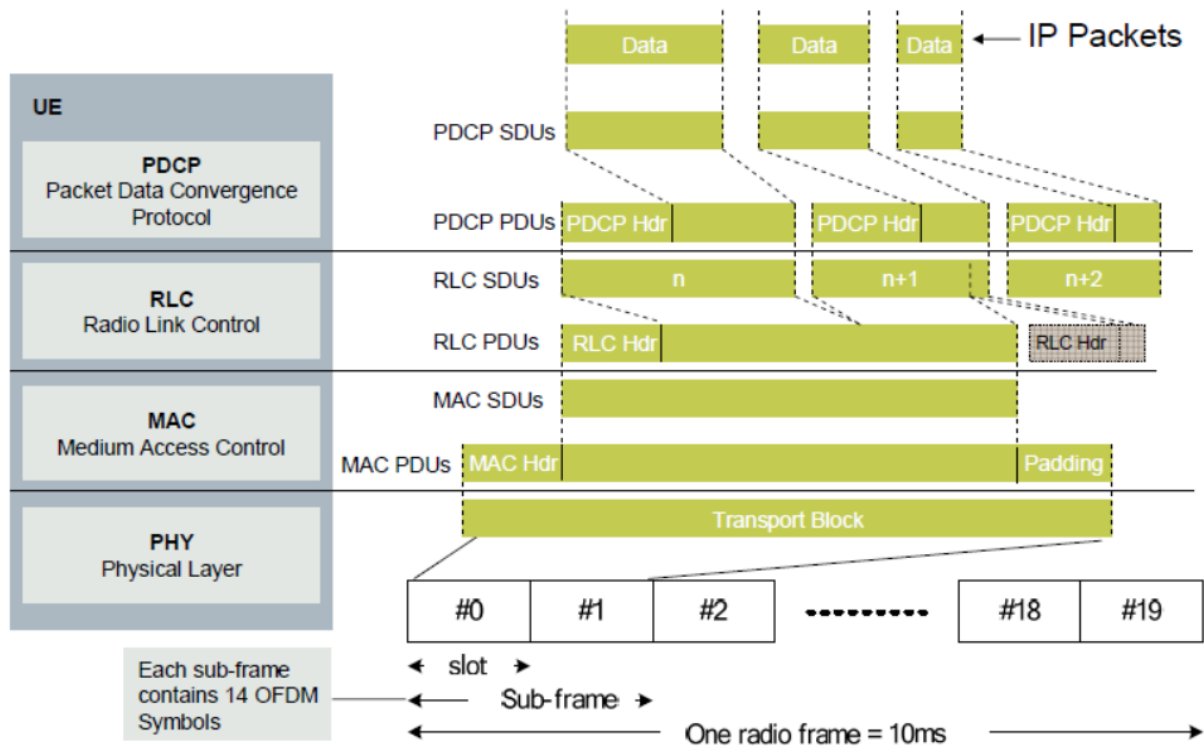 Data
Data
Data
IP Packets
UE
PDCP SDUs
PDCP
Packet Data Convergence
Protocol
PDCP PDUs
PDCP Hdr
PDCP Hdr
PDCP Hdr
RLC SDUs
n
n+1
n+2
RLC
Radio Link Control
RLC PDUs
RLC Hdr
RLC Hdr
MAC SDUs
MAC
Medium Access Control
MAC PDUs
MAC Hdr
Padding
Transport Block
PHY
Physical Layer
#0
#1
#2
#18
#19
Each sub-frame
contains 14 OFDM
Symbols
slot
Sub-frame
One radio frame = 10ms